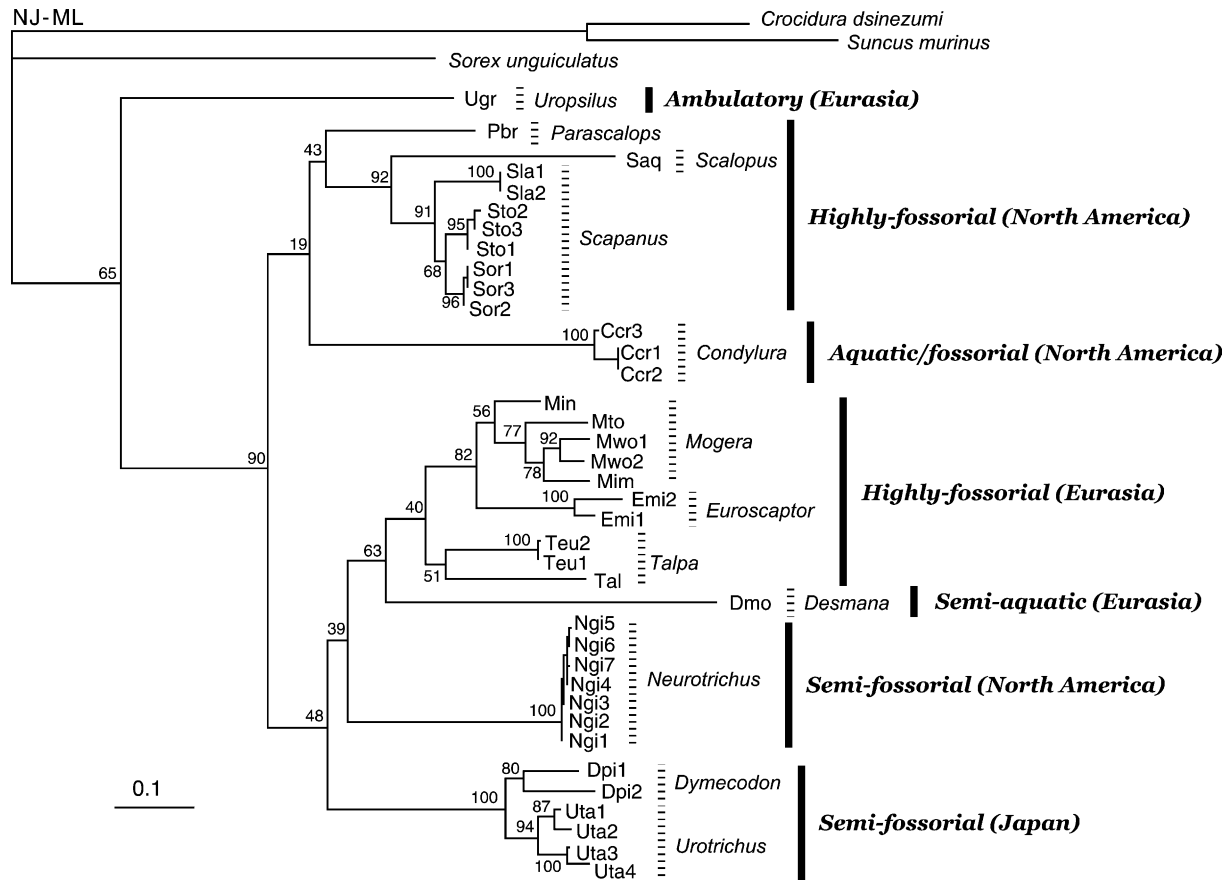 NJ-ML
Crocidura dsinezumi
Suncus murinus
Sorex unguiculatus
Ugr Uropsilus Ambulatory (Eurasia)
Pbr Parascalops
43
Saq Scalopus
92
100 Sla1
Sla2
91
Sto2
95 Sto3
Sto1
Scapanus
Highly-fossorial (North America)
19
68
Sor1
Sor3
96 Sor2
65
100 Ccr3
Ccr1 Condylura Aquatic/fossorial (North America)
Ccr2
56 Min
Mto
77
92 Mwo1 Mogera
Mwo2
78 Mim
82
90
100 Emi2
Emi1 Euroscaptor
Highly-fossorial (Eurasia)
40
100 Teu2
Teu1 Talpa
51 Tal
63
Dmo Desmana Semi-aquatic (Eurasia)
39
Ngi5
Ngi6
Ngi7
Ngi4
Ngi3
Ngi2
Ngi1
100
Neurotrichus Semi-fossorial (North America)
48
80 Dpi1
Dpi2 Dymecodon
100
87 Uta1
Uta2
94
Uta3
100 Uta4
Urotrichus
Semi-fossorial (Japan)
0.1